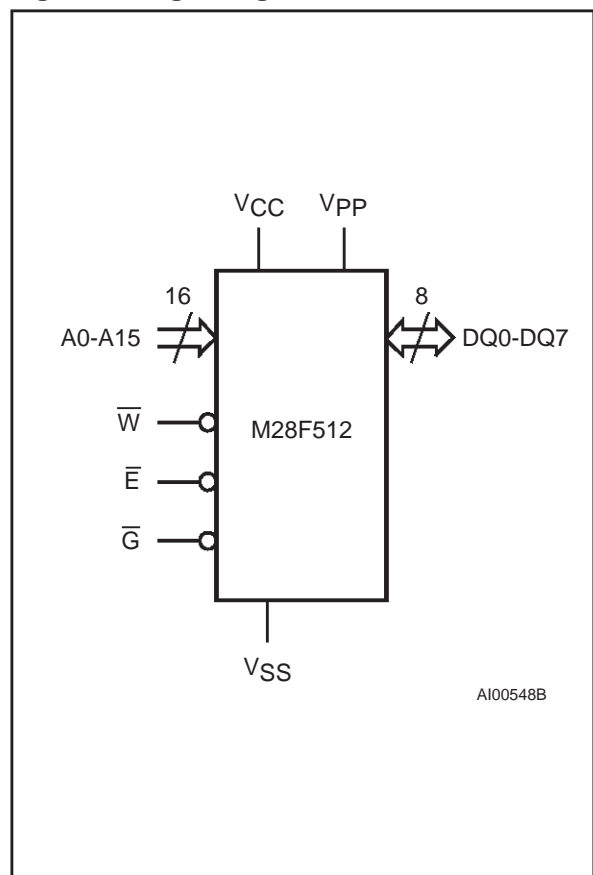 VCC VPP
16 8
A0-A15 DQ0-DQ7
W̅ M28F512
E̅
G̅
VSS
AI00548B